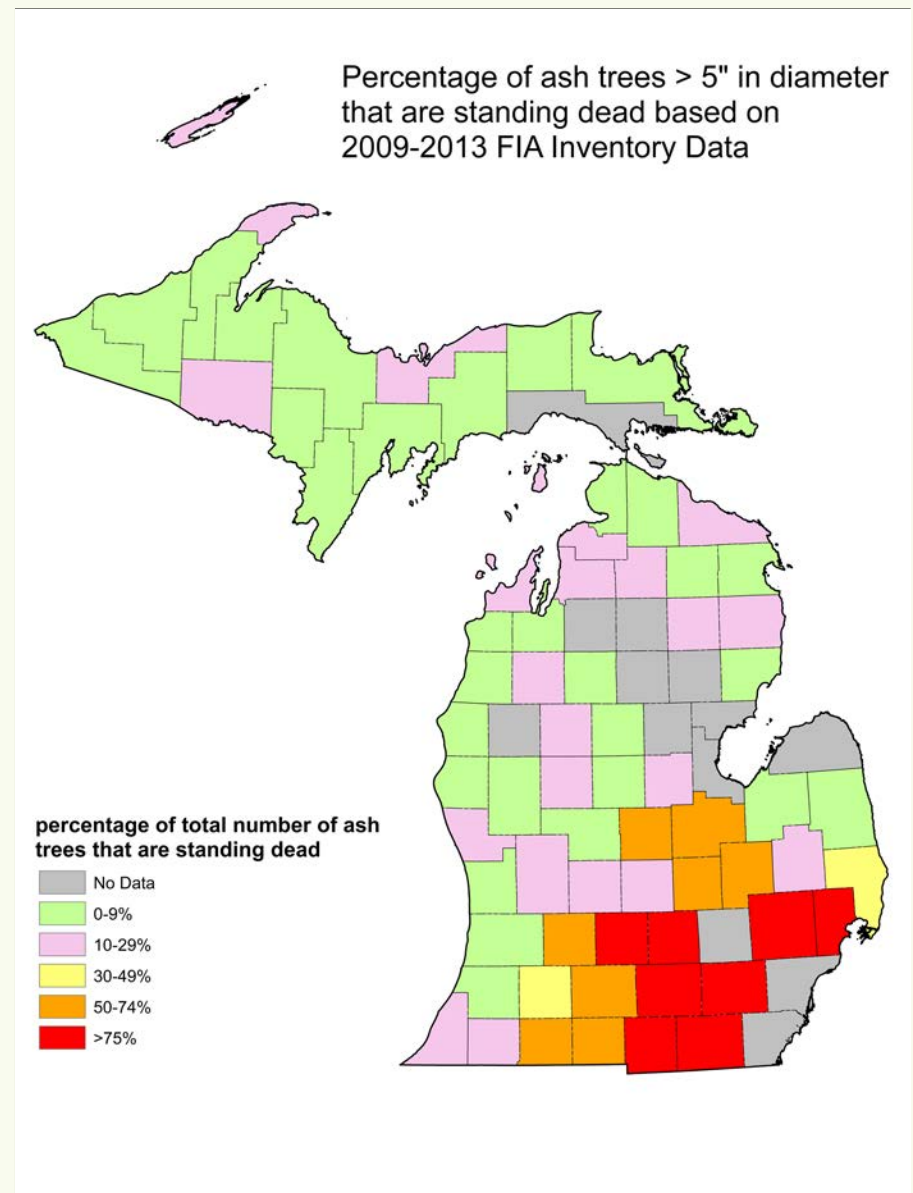 Percentage of ash trees > 5" in diameter
that are standing dead based on
2009-2013 FIA Inventory Data
percentage of total number of ash
trees that are standing dead
No Data
0-9%
10-29%
30-49%
50-74%
>75%